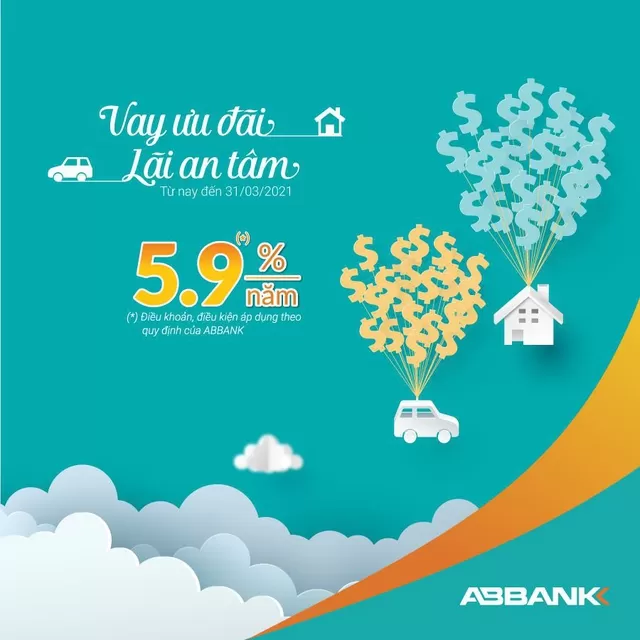 Vay ưu đãi
Lãi an tâm
Từ nay đến 31/03/2021
5.9(*) %/năm
(*) Điều khoản, điều kiện áp dụng theo
quy định của ABBANK
ABBANK